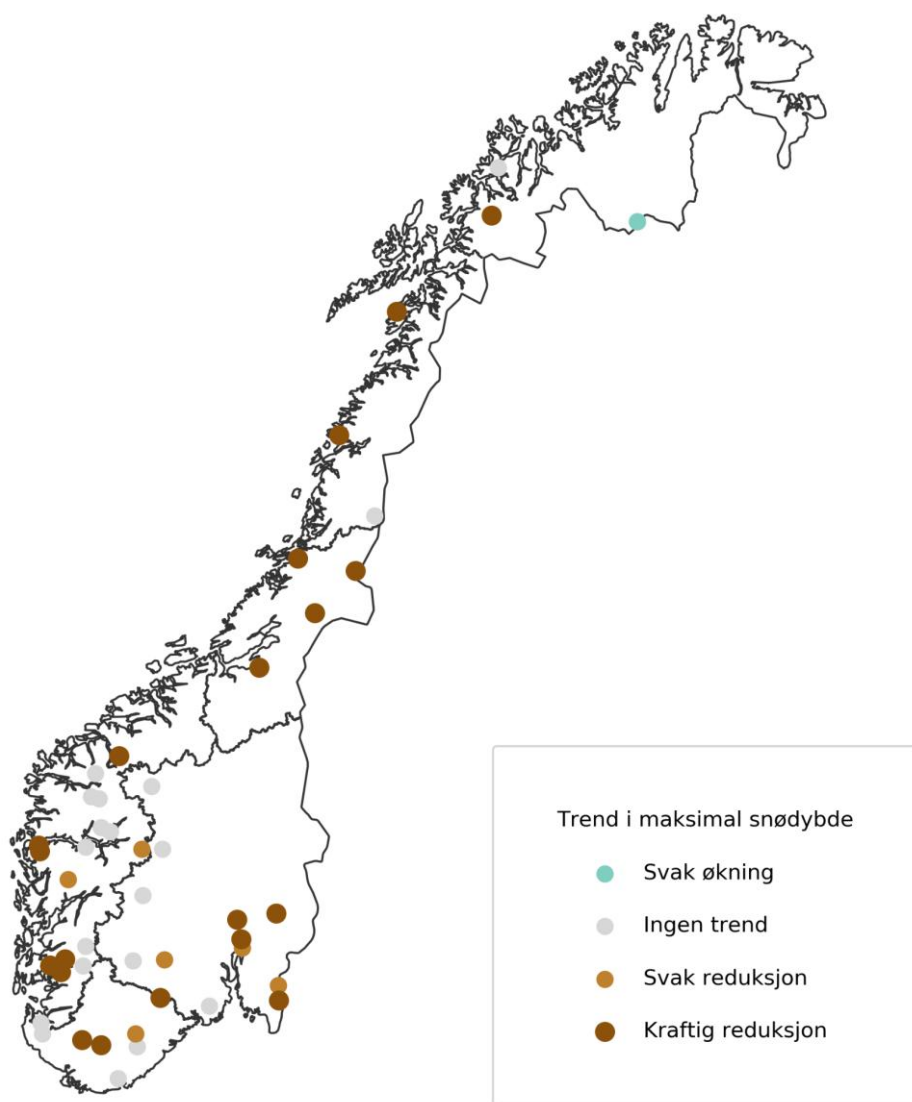 Trend i maksimal snødybde
Svak økning
Ingen trend
Svak reduksjon
Kraftig reduksjon